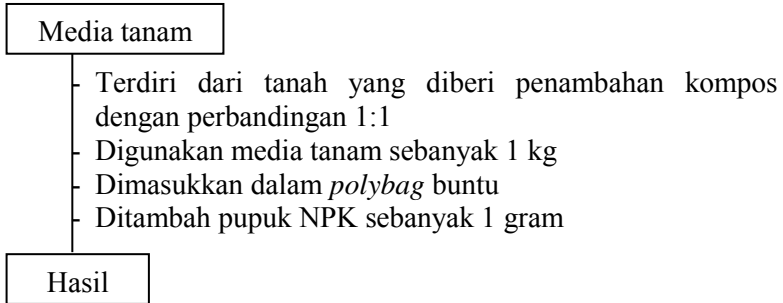 Media tanam
- Terdiri dari tanah yang diberi penambahan kompos
dengan perbandingan 1:1
- Digunakan media tanam sebanyak 1 kg
- Dimasukkan dalam polybag buntu
- Ditambah pupuk NPK sebanyak 1 gram
Hasil